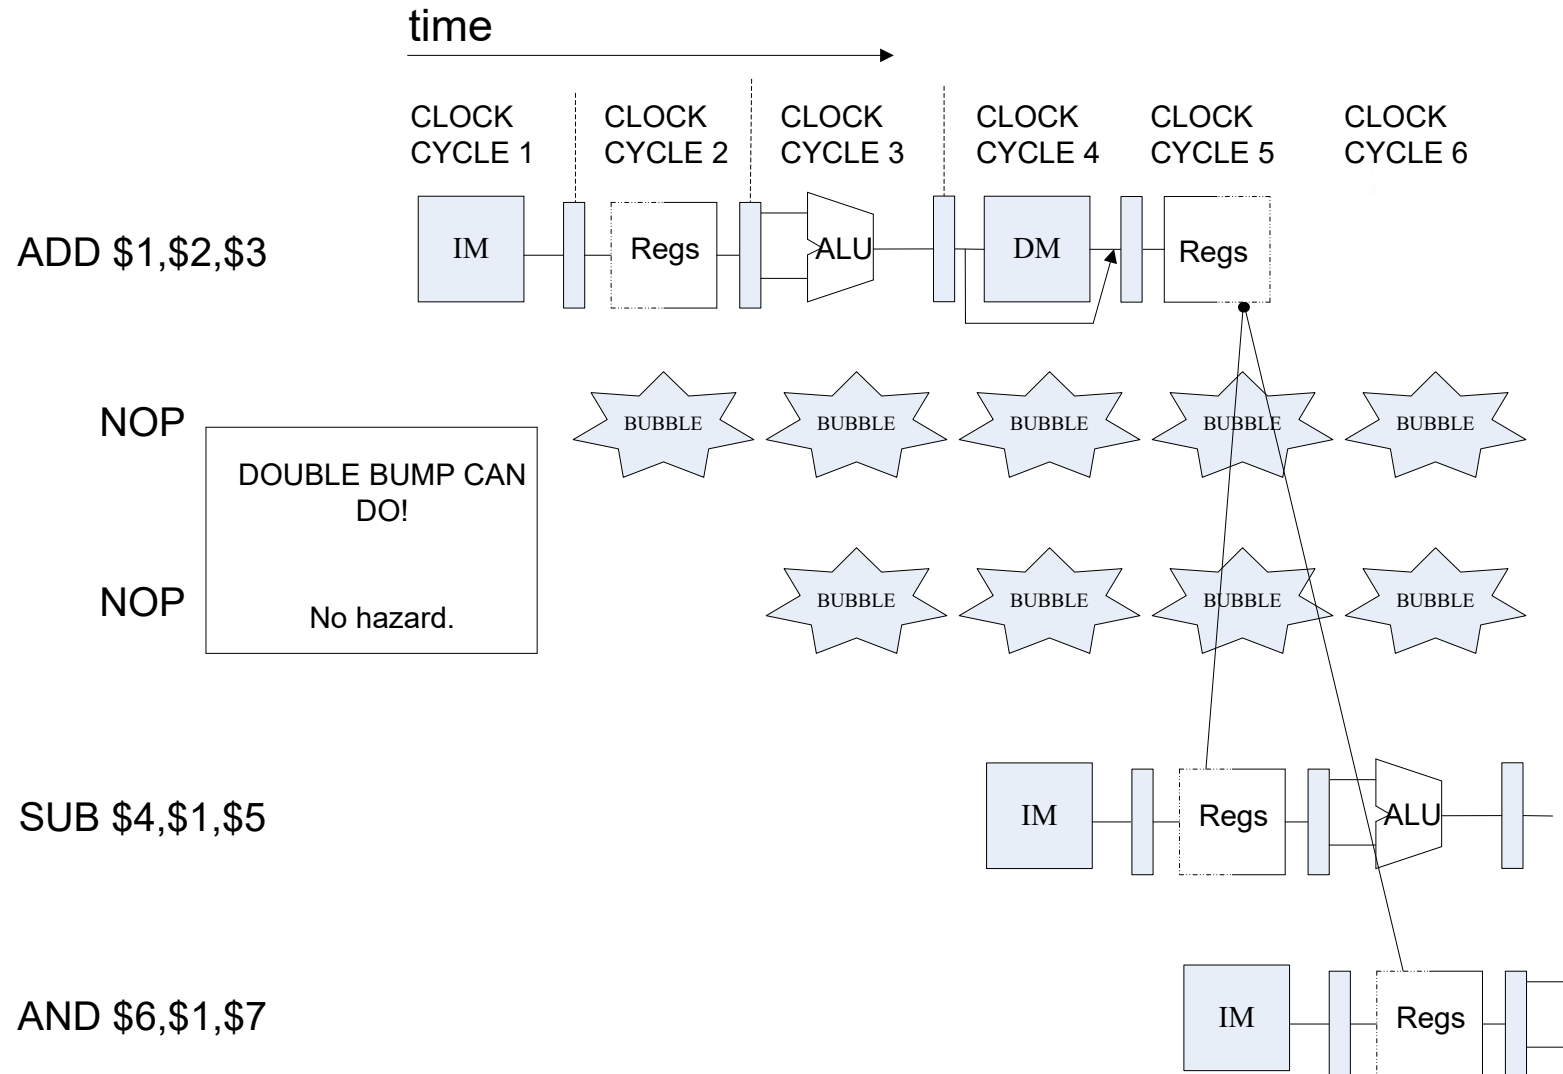 time
CLOCK CYCLE 1
CLOCK CYCLE 2
CLOCK CYCLE 3
CLOCK CYCLE 4
CLOCK CYCLE 5
CLOCK CYCLE 6
ADD $1,$2,$3
IM
Regs
ALU
DM
Regs
NOP
BUBBLE
BUBBLE
BUBBLE
BUBBLE
BUBBLE
DOUBLE BUMP CAN
DO!
No hazard.
NOP
BUBBLE
BUBBLE
BUBBLE
BUBBLE
SUB $4,$1,$5
IM
Regs
ALU
AND $6,$1,$7
IM
Regs